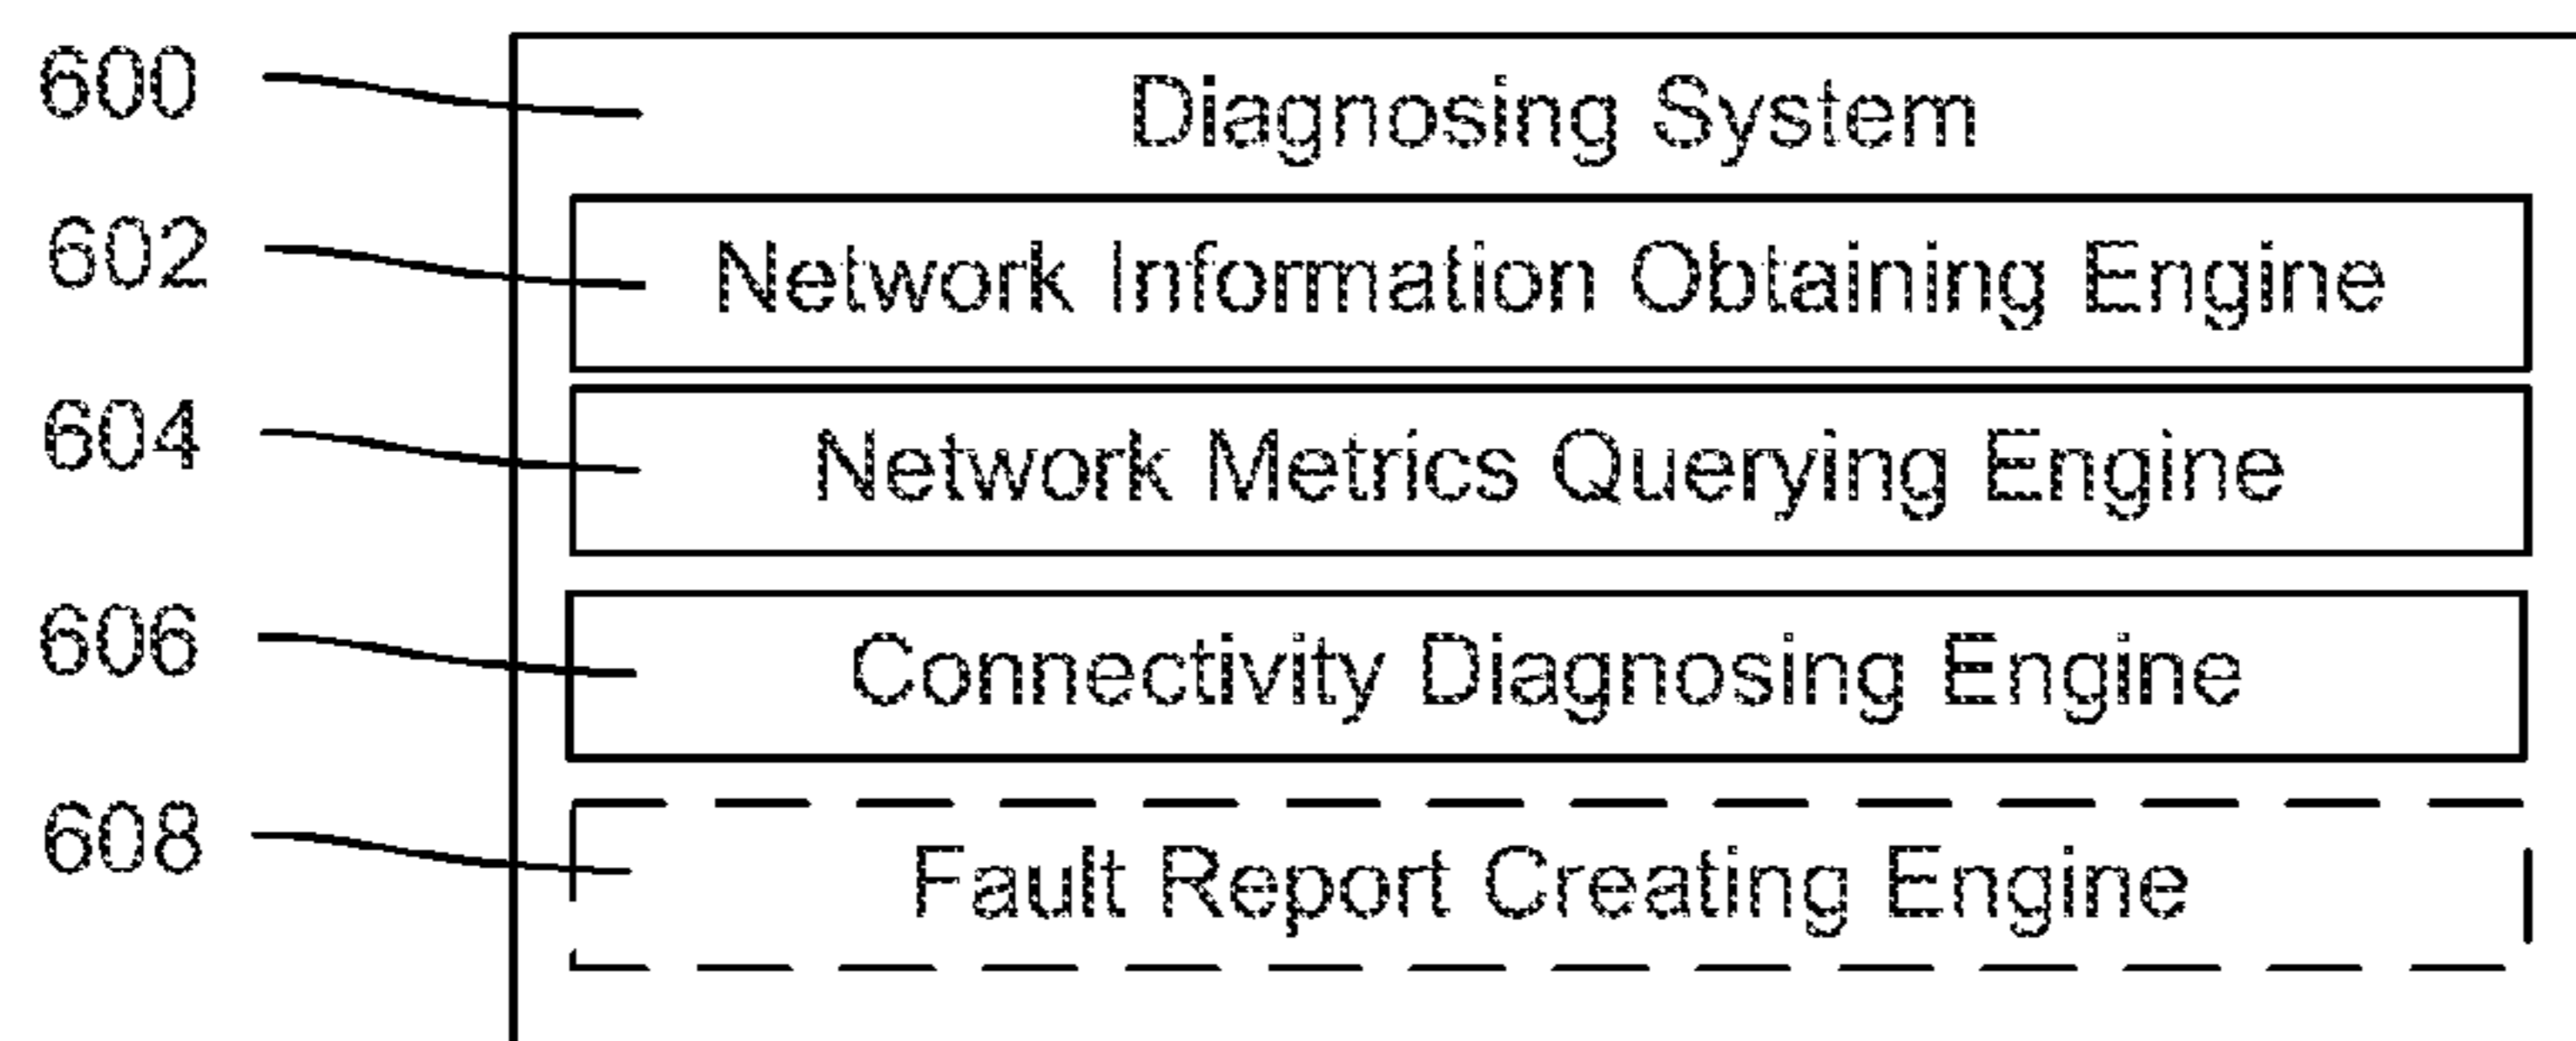 600 Diagnosing System
602 Network Information Obtaining Engine
604 Network Metrics Querying Engine
606 Connectivity Diagnosing Engine
608 Fault Report Creating Engine